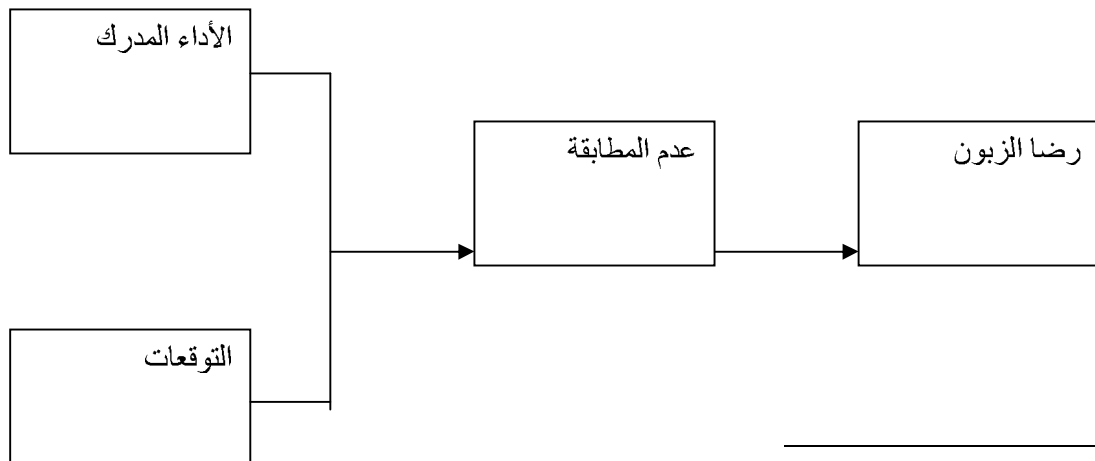 الأداء المدرك
عدم المطابقة
رضا الزبون
التوقعات